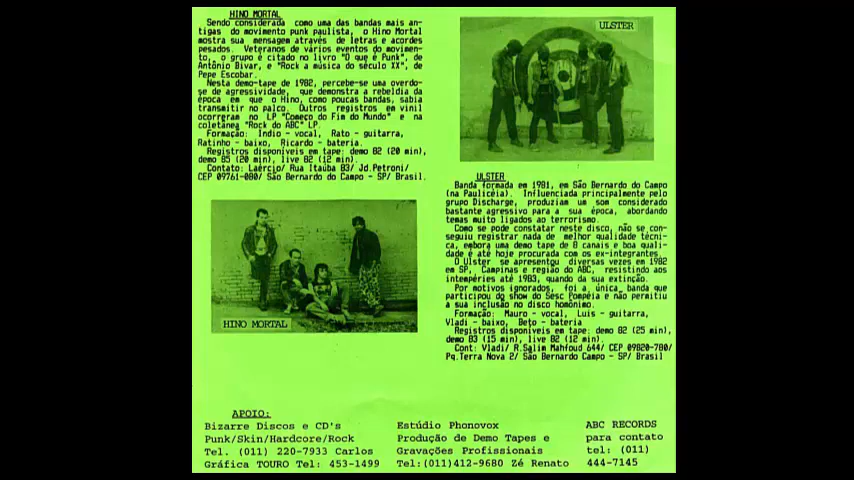 HINO MORTAL
Sendo considerada como uma das bandas mais an-
tigas do movimento punk paulista, o Hino Mortal
mostra sua mensagem através de letras e acordes
pesados. Veteranos de vários eventos do movimen-
to, o grupo é citado no livro "O que é Punk", de
Antônio Bivar, e "Rock a música do século XX", de
Pepe Escobar.
Nesta demo-tape de 1982, percebe-se uma overdo-
se de agressividade, que demonstra a rebeldia da
época em que o Hino, como poucas bandas, sabia
transmitir no palco. Outros registros em vinil
ocorreram no LP "Começo do Fim do Mundo" e na
coletânea "Rock do ABC" LP.
Formação: Indio - vocal, Rato - guitarra,
Ratinho - baixo, Ricardo - bateria.
Registros disponíveis em tape: demo 82 (20 min),
demo 85 (20 min), live 82 (12 min).
Contato: Laércio/ Rua Itaúba 83/ Jd.Petroni/
CEP 09761-080/ São Bernardo do Campo - SP/ Brasil.
HINO MORTAL
ULSTER
ULSTER
Banda formada em 1981, em São Bernardo do Campo
(na Paulicéia). Influenciada principalmente pelo
grupo Discharge, produziam um som considerado
bastante agressivo para a sua época, abordando
temas muito ligados ao terrorismo.
Como se pode constatar neste disco, não se con-
seguiu registrar nada de melhor qualidade técni-
ca, embora uma demo tape de 8 canais e boa quali-
dade é até hoje procurada com os ex-integrantes.
O Ulster se apresentou diversas vezes em 1982
em SP, Campinas e região do ABC, resistindo aos
intempéries até 1983, quando da sua extinção.
Por motivos ignorados, foi a única banda que
participou do show do Sesc Pompéia e não permitiu
a sua inclusão no disco homônimo.
Formação: Mauro - vocal, Luis - guitarra,
Vladi - baixo, Beto - bateria
Registros disponíveis em tape: demo 82 (25 min),
demo 83 (15 min), live 82 (12 min).
Cont: Vladi/ R.Salim Mahfoud 644/ CEP 09820-780/
Pq.Terra Nova 2/ São Bernardo Campo - SP/ Brasil
APOIO:
Bizarre Discos e CD's
Punk/Skin/Hardcore/Rock
Tel. (011) 220-7933 Carlos
Gráfica TOURO Tel: 453-1499
Estúdio Phonovox
Produção de Demo Tapes e
Gravações Profissionais
Tel:(011)412-9680 Zé Renato
ABC RECORDS
para contato
tel: (011)
444-7145